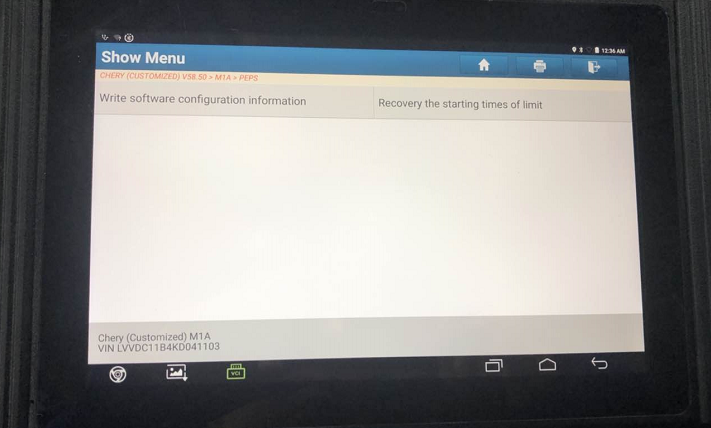 12:36 AM
Show Menu
CHERY (CUSTOMIZED) V58.50 > M1A > PEPS
Write software configuration information
Recovery the starting times of limit
Chery (Customized) M1A
VIN LVVDC11B4KD041103
VCI